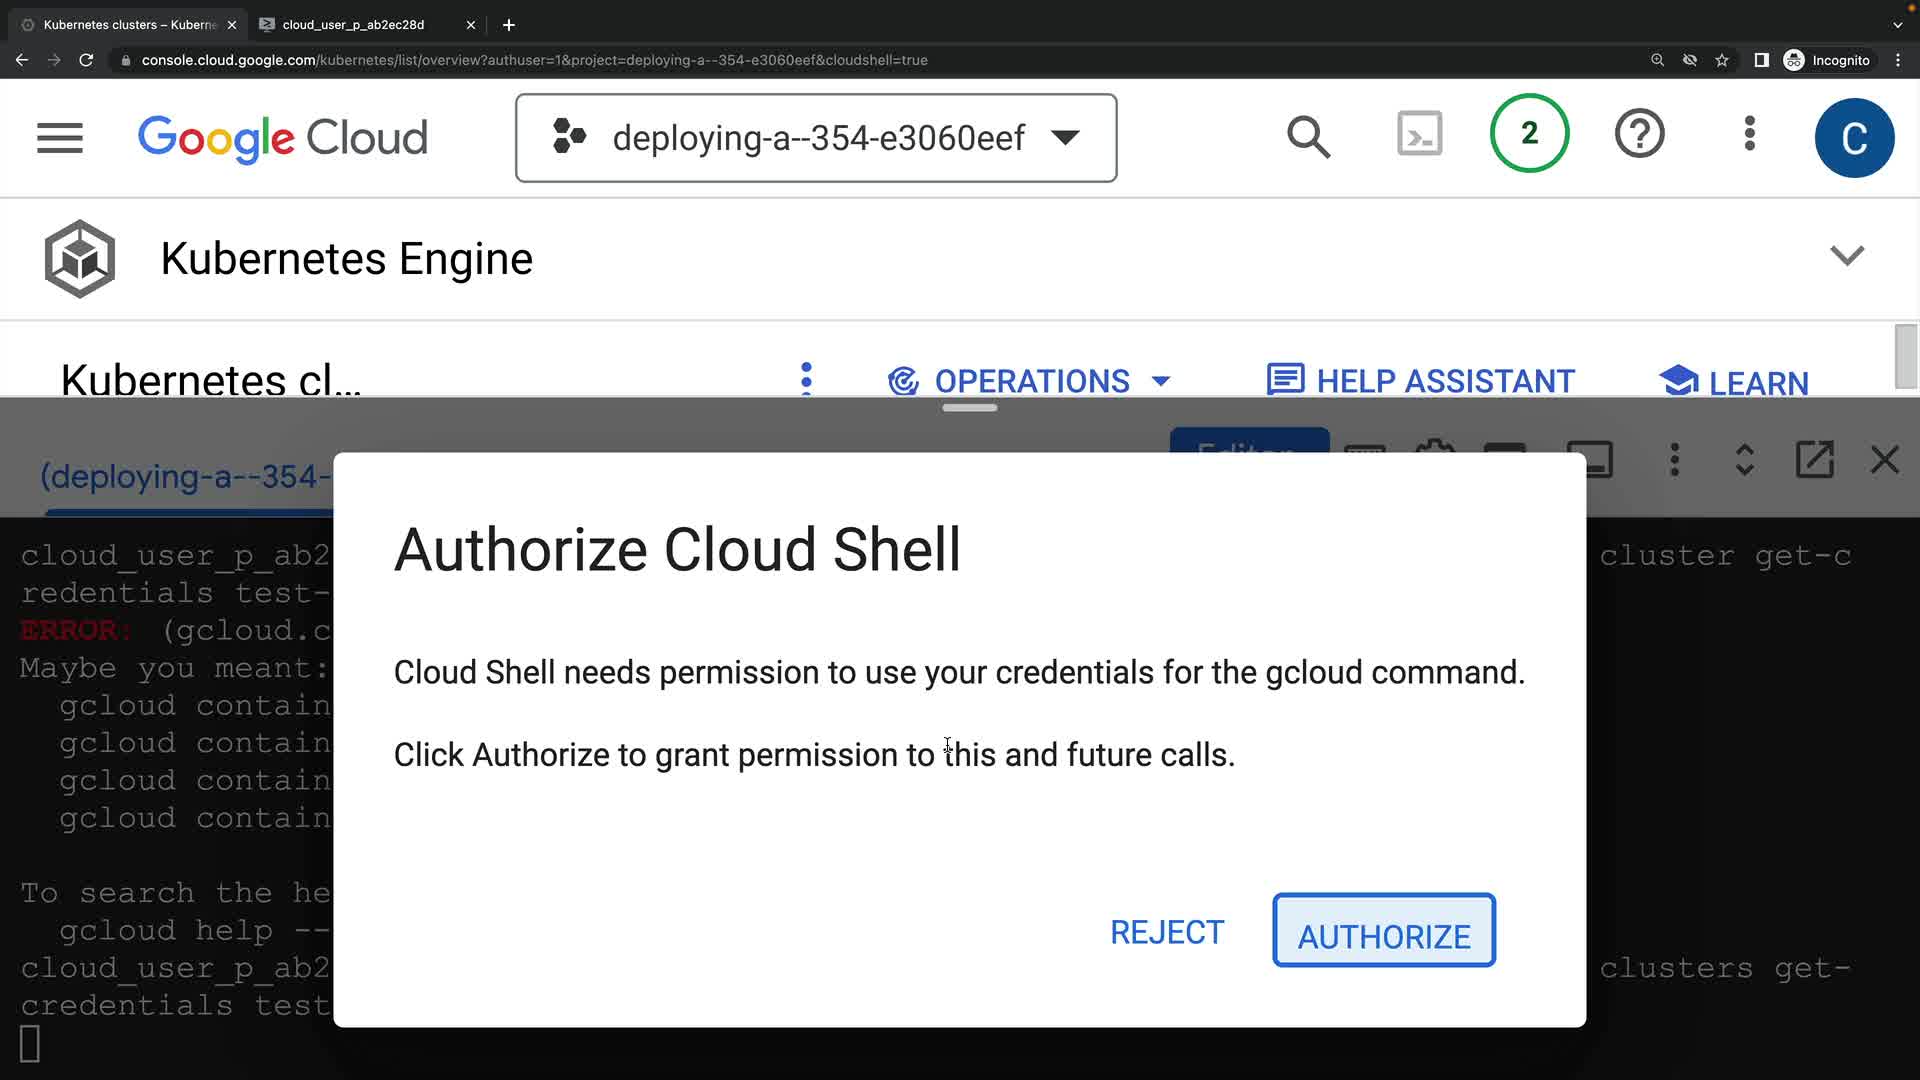 Kubernetes clusters – Kuberne
cloud_user_p_ab2ec28d
console.cloud.google.com/kubernetes/list/overview?authuser=1&project=deploying-a--354-e3060eef&cloudshell=true
Incognito
Google Cloud
deploying-a--354-e3060eef
2
C
Kubernetes Engine
Kubernetes cl...
OPERATIONS
HELP ASSISTANT
LEARN
Editor
(deploying-a--354-
cloud_user_p_ab2 cluster get-c
redentials test-
ERROR: (gcloud.c
Maybe you meant:
gcloud contain
gcloud contain
gcloud contain
gcloud contain
To search the he
gcloud help --
cloud_user_p_ab2 clusters get-
credentials test
Authorize Cloud Shell
Cloud Shell needs permission to use your credentials for the gcloud command.
Click Authorize to grant permission to this and future calls.
REJECT
AUTHORIZE